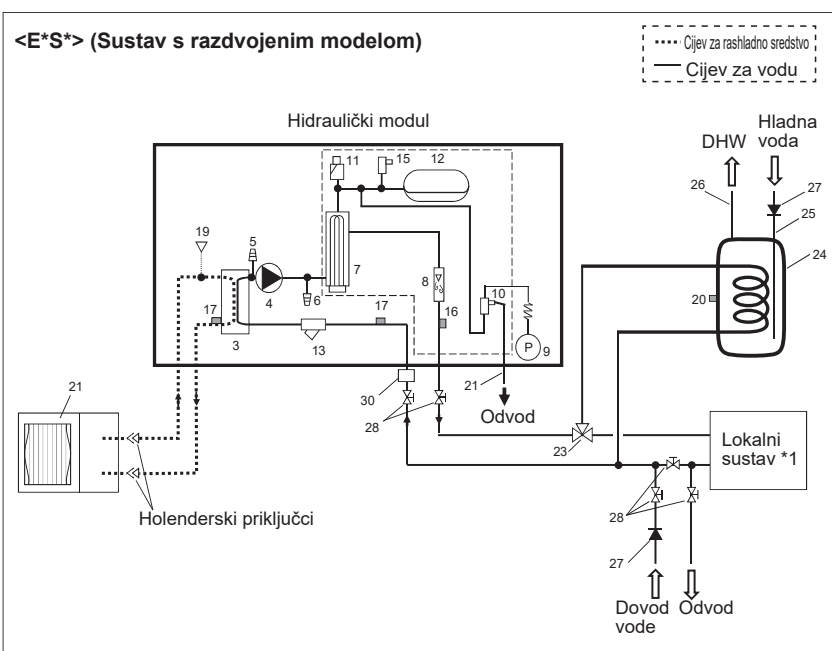 <E*S*> (Sustav s razdvojenim modelom)
Cijev za rashladno sredstvo
Cijev za vodu
Hidraulički modul
DHW
Hladna
voda
11
15
12
26
27
25
24
19
5
7
8
10
4
6
17
16
20
17
3
13
P
9
21
30
21
28
Odvod
23
Lokalni
sustav *1
Holenderski priključci
28
27
Dovod
vode
Odvod